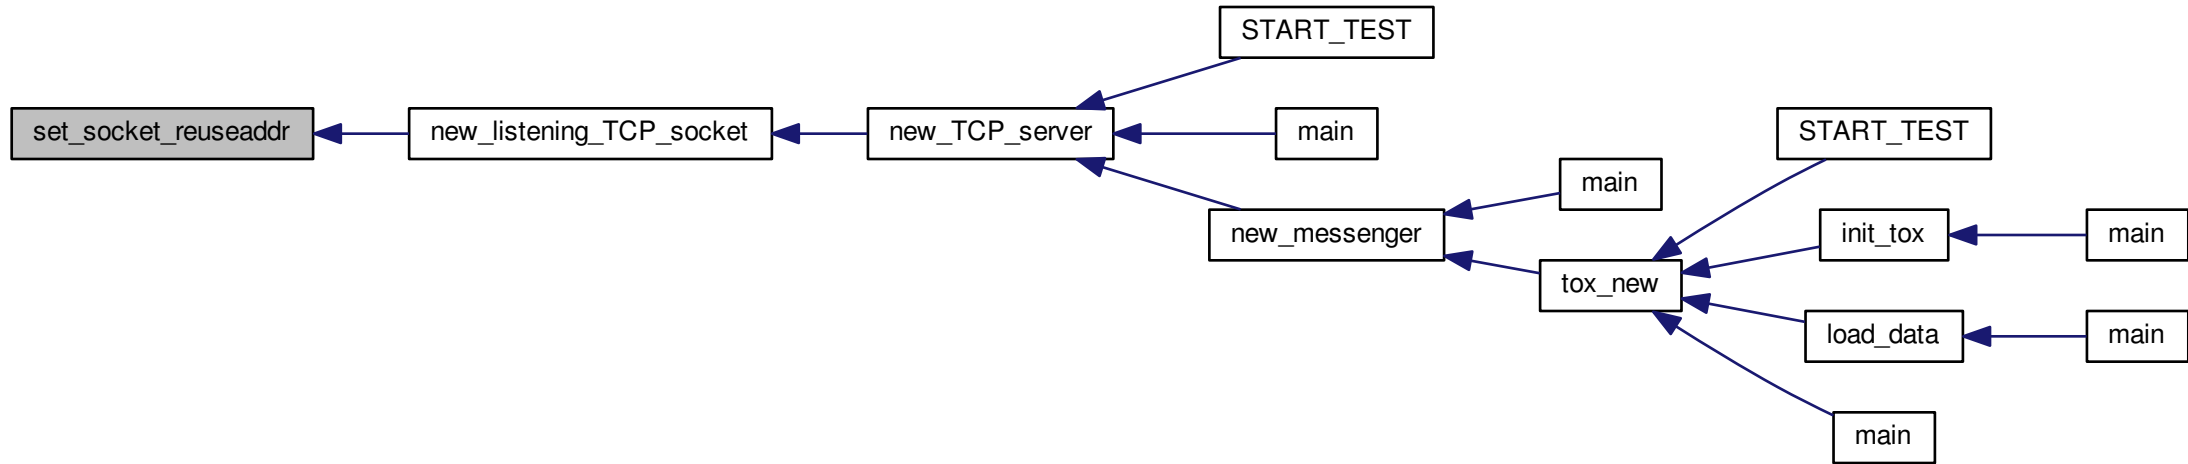 START_TEST
set_socket_reuseaddr
new_listening_TCP_socket
new_TCP_server
main
START_TEST
main
new_messenger
init_tox
main
tox_new
load_data
main
main